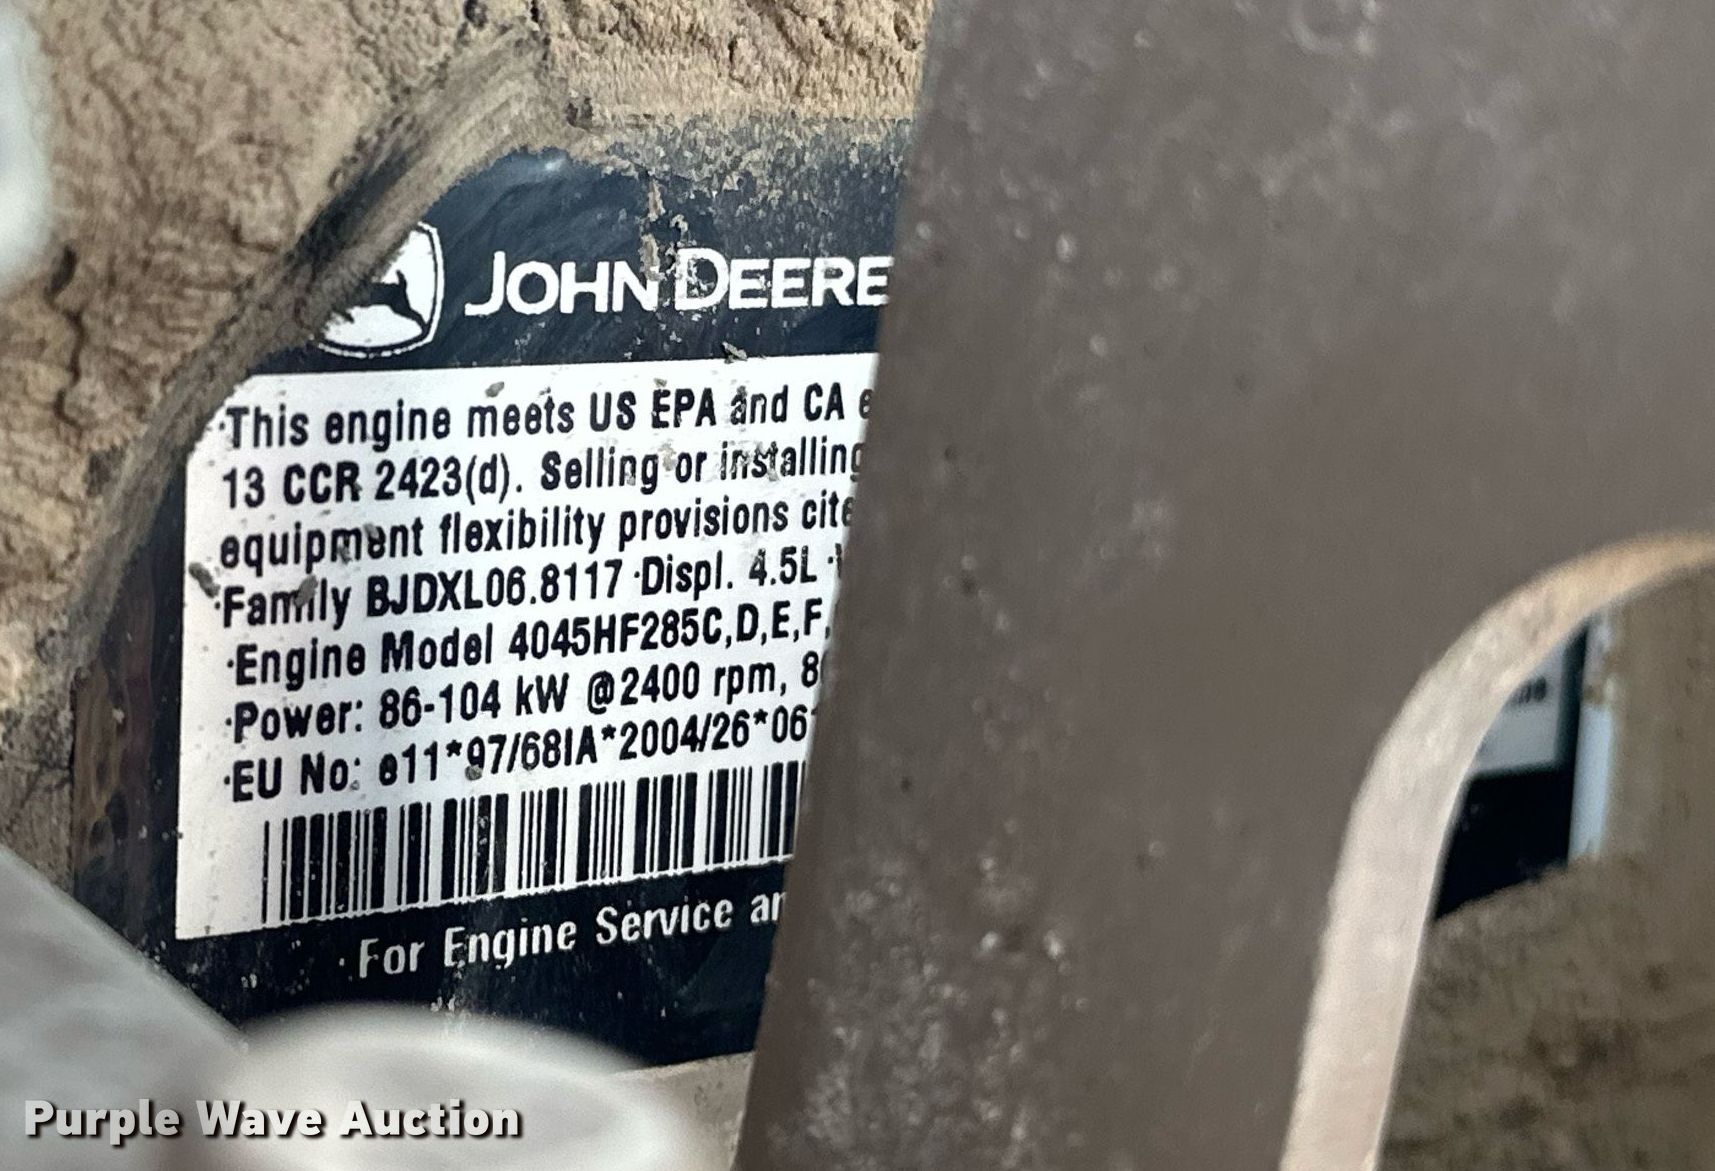 JOHN DEERE
·This engine meets US EPA and CA
13 CCR 2423(d). Selling or installing
equipment flexibility provisions cite
·Family BJDXL06.8117 ·Displ. 4.5L ·
·Engine Model 4045HF285C,D,E,F,
·Power: 86-104 kW @2400 rpm, 8
·EU No: e11*97/68IA*2004/26*06
· For Engine Service an
Purple Wave Auction